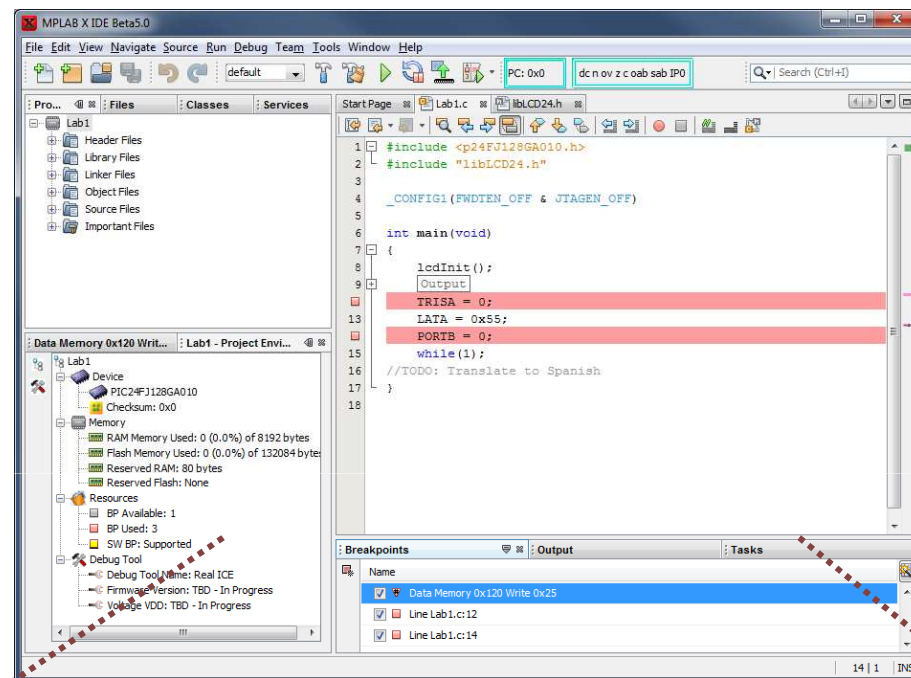 MPLAB X IDE Beta5.0
File Edit View Navigate Source Run Debug Team Tools Window Help
default
PC: 0x0
dc n ov z c oab sab IP0
Search (Ctrl+I)
Pro... Files Classes Services
Start Page Lab1.c libLCD24.h
Lab1
Header Files
Library Files
Linker Files
Object Files
Source Files
Important Files
1 #include <p24FJ128GA010.h>
2 #include "libLCD24.h"
3
4 _CONFIG1(FWDTEN_OFF & JTAGEN_OFF)
5
6 int main(void)
7 {
8 lcdInit();
9 Output
TRISA = 0;
13 LATA = 0x55;
PORTB = 0;
15 while(1);
16 //TODO: Translate to Spanish
17 }
18
Data Memory 0x120 Writ... Lab1 - Project Envi...
Lab1
Device
PIC24FJ128GA010
Checksum: 0x0
Memory
RAM Memory Used: 0 (0.0%) of 8192 bytes
Flash Memory Used: 0 (0.0%) of 132084 bytes
Reserved RAM: 80 bytes
Reserved Flash: None
Resources
BP Available: 1
BP Used: 3
SW BP: Supported
Debug Tool
Debug Tool Name: Real ICE
Firmware Version: TBD - In Progress
Voltage VDD: TBD - In Progress
Breakpoints Output Tasks
Name
Data Memory 0x120 Write 0x25
Line Lab1.c:12
Line Lab1.c:14
14 | 1 INS